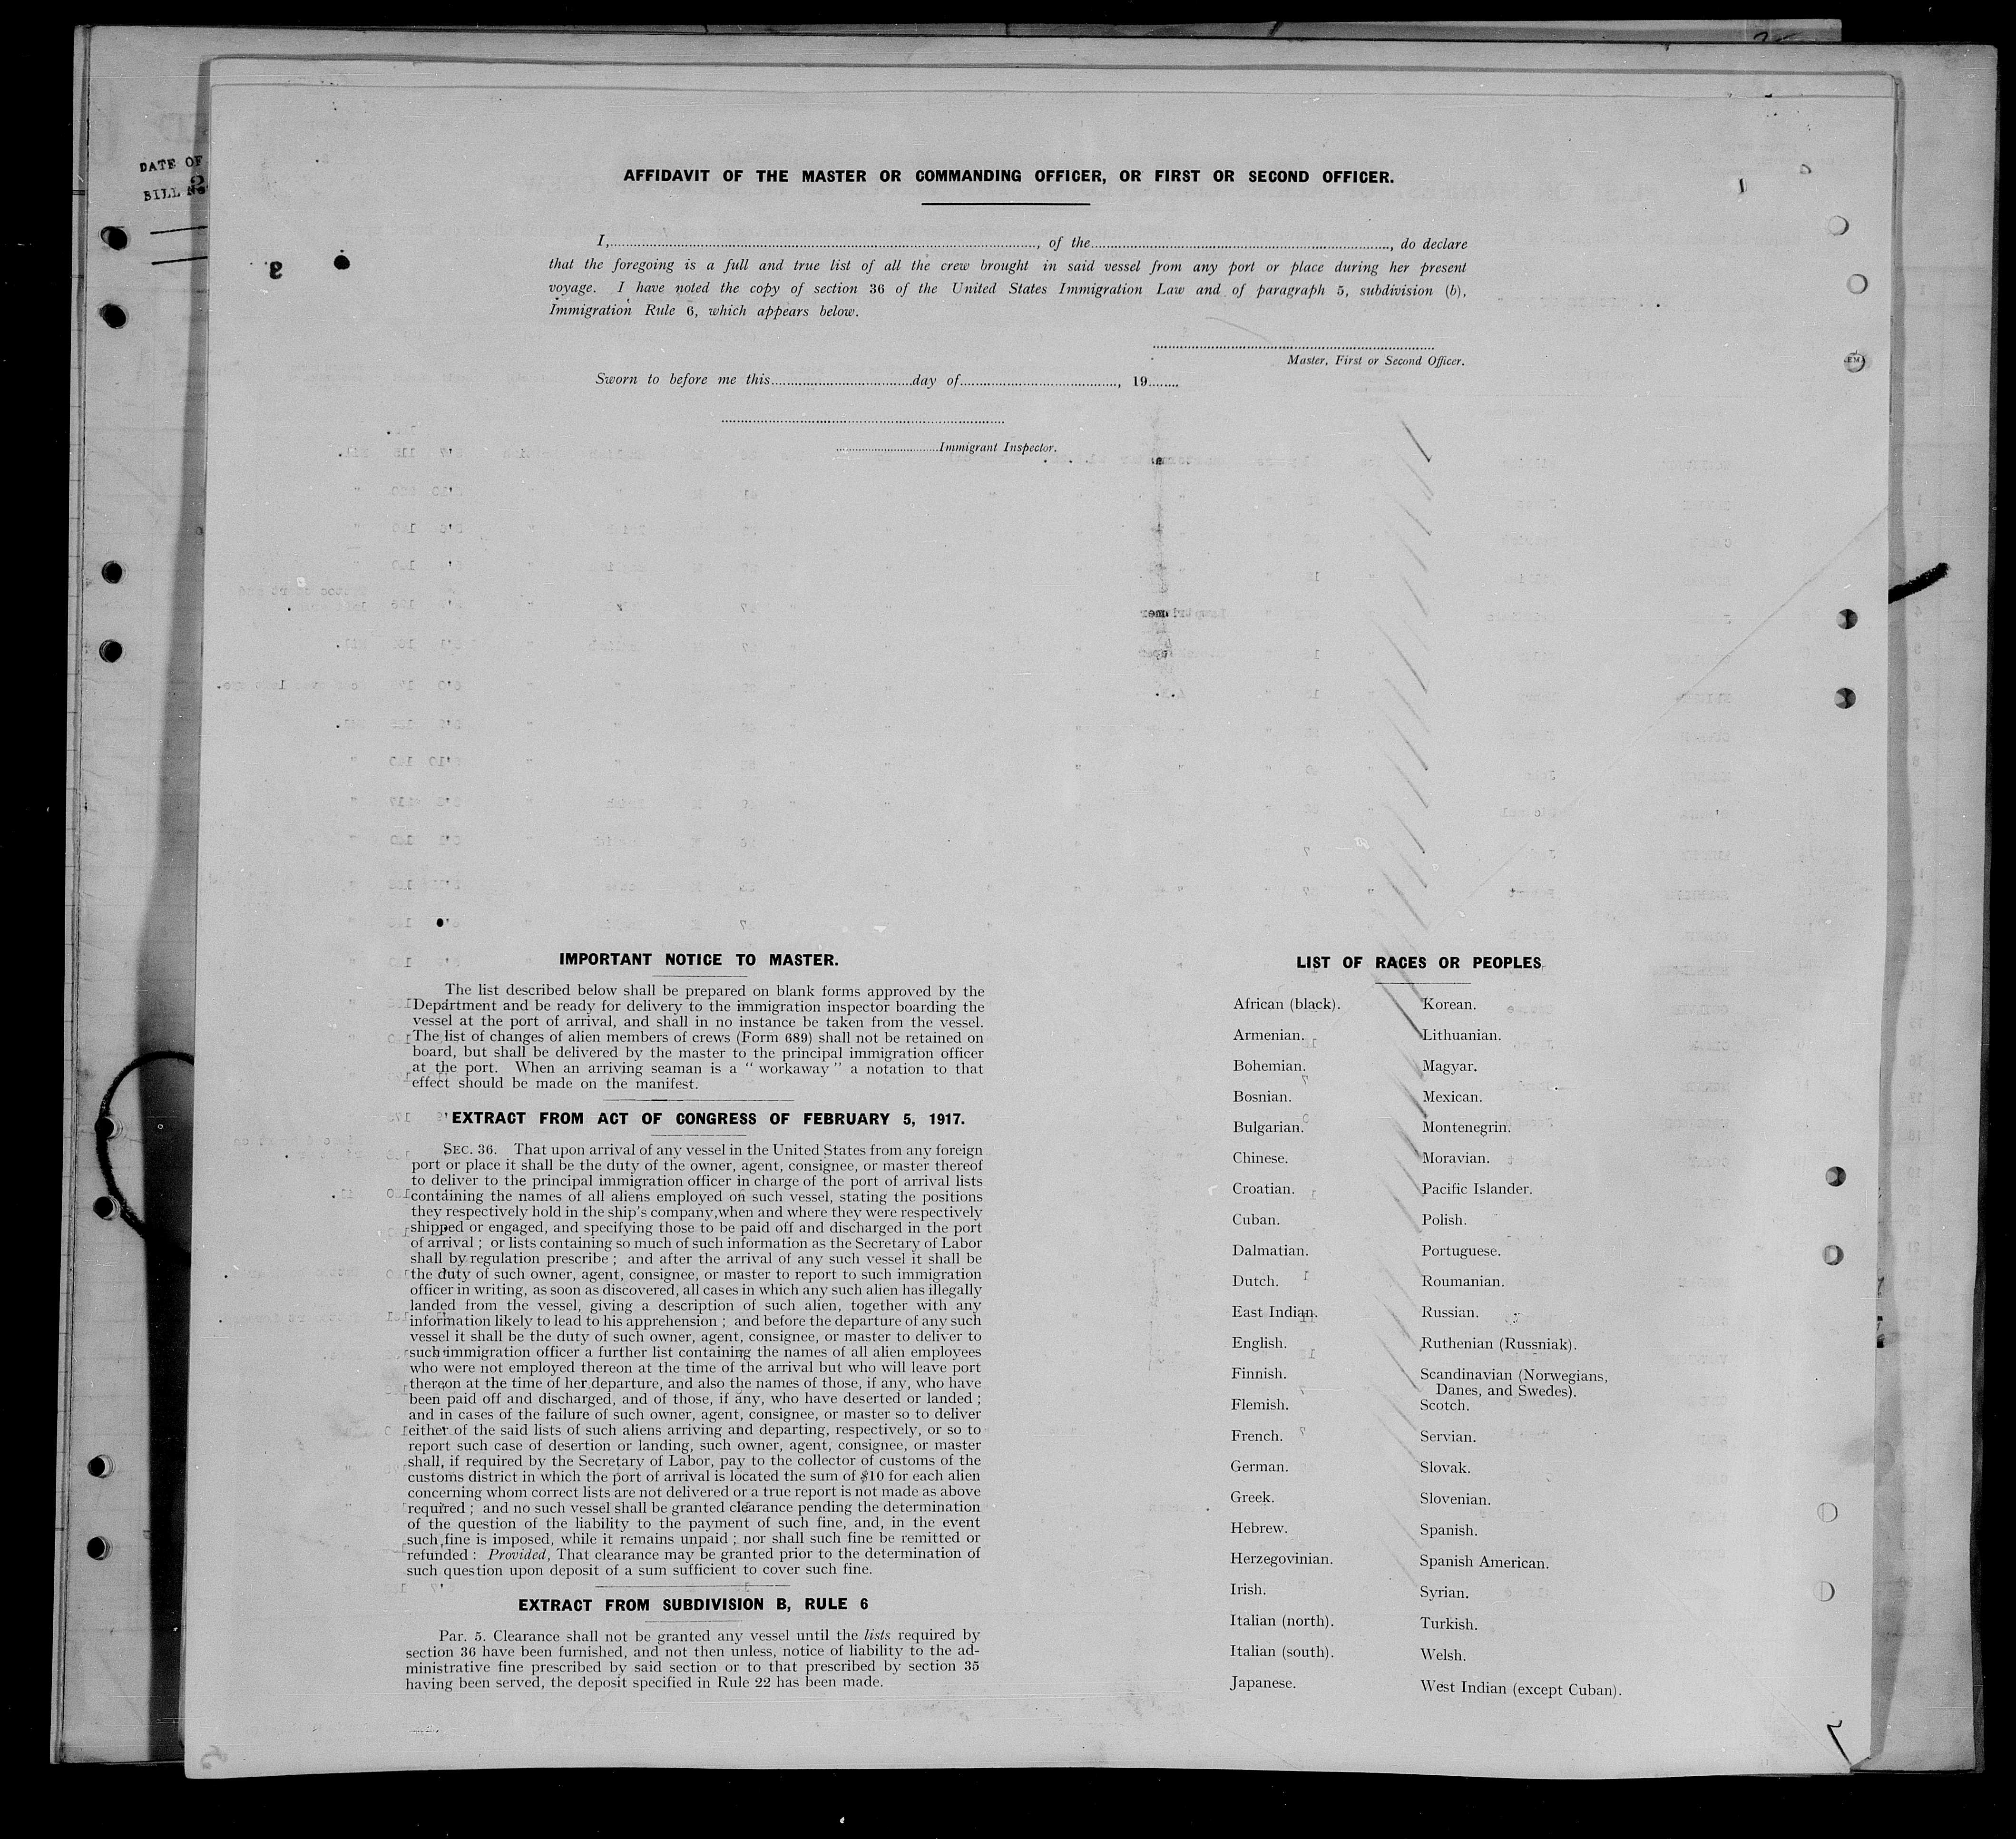 DATE OF
BILL No
AFFIDAVIT OF THE MASTER OR COMMANDING OFFICER, OR FIRST OR SECOND OFFICER.
I,........, of the........, do declare
that the foregoing is a full and true list of all the crew brought in said vessel from any port or place during her present
voyage. I have noted the copy of section 36 of the United States Immigration Law and of paragraph 5, subdivision (b),
Immigration Rule 6, which appears below.
Master, First or Second Officer.
Sworn to before me this........day of........, 19........
........Immigrant Inspector.
IMPORTANT NOTICE TO MASTER.
The list described below shall be prepared on blank forms approved by the
Department and be ready for delivery to the immigration inspector boarding the
vessel at the port of arrival, and shall in no instance be taken from the vessel.
The list of changes of alien members of crews (Form 689) shall not be retained on
board, but shall be delivered by the master to the principal immigration officer
at the port. When an arriving seaman is a " workaway " a notation to that
effect should be made on the manifest.
EXTRACT FROM ACT OF CONGRESS OF FEBRUARY 5, 1917.
SEC. 36. That upon arrival of any vessel in the United States from any foreign
port or place it shall be the duty of the owner, agent, consignee, or master thereof
to deliver to the principal immigration officer in charge of the port of arrival lists
containing the names of all aliens employed on such vessel, stating the positions
they respectively hold in the ship's company,when and where they were respectively
shipped or engaged, and specifying those to be paid off and discharged in the port
of arrival ; or lists containing so much of such information as the Secretary of Labor
shall by regulation prescribe ; and after the arrival of any such vessel it shall be
the duty of such owner, agent, consignee, or master to report to such immigration
officer in writing, as soon as discovered, all cases in which any such alien has illegally
landed from the vessel, giving a description of such alien, together with any
information likely to lead to his apprehension ; and before the departure of any such
vessel it shall be the duty of such owner, agent, consignee, or master to deliver to
such immigration officer a further list containing the names of all alien employees
who were not employed thereon at the time of the arrival but who will leave port
thereon at the time of her departure, and also the names of those, if any, who have
been paid off and discharged, and of those, if any, who have deserted or landed ;
and in cases of the failure of such owner, agent, consignee, or master so to deliver
either of the said lists of such aliens arriving and departing, respectively, or so to
report such case of desertion or landing, such owner, agent, consignee, or master
shall, if required by the Secretary of Labor, pay to the collector of customs of the
customs district in which the port of arrival is located the sum of $10 for each alien
concerning whom correct lists are not delivered or a true report is not made as above
required ; and no such vessel shall be granted clearance pending the determination
of the question of the liability to the payment of such fine, and, in the event
such fine is imposed, while it remains unpaid ; nor shall such fine be remitted or
refunded : Provided, That clearance may be granted prior to the determination of
such question upon deposit of a sum sufficient to cover such fine.
EXTRACT FROM SUBDIVISION B, RULE 6
Par. 5. Clearance shall not be granted any vessel until the lists required by
section 36 have been furnished, and not then unless, notice of liability to the ad-
ministrative fine prescribed by said section or to that prescribed by section 35
having been served, the deposit specified in Rule 22 has been made.
LIST OF RACES OR PEOPLES
African (black).
Armenian.
Bohemian.
Bosnian.
Bulgarian.
Chinese.
Croatian.
Cuban.
Dalmatian.
Dutch.
East Indian.
English.
Finnish.
Flemish.
French.
German.
Greek.
Hebrew.
Herzegovinian.
Irish.
Italian (north).
Italian (south).
Japanese.
Korean.
Lithuanian.
Magyar.
Mexican.
Montenegrin.
Moravian.
Pacific Islander.
Polish.
Portuguese.
Roumanian.
Russian.
Ruthenian (Russniak).
Scandinavian (Norwegians,
Danes, and Swedes).
Scotch.
Servian.
Slovak.
Slovenian.
Spanish.
Spanish American.
Syrian.
Turkish.
Welsh.
West Indian (except Cuban).